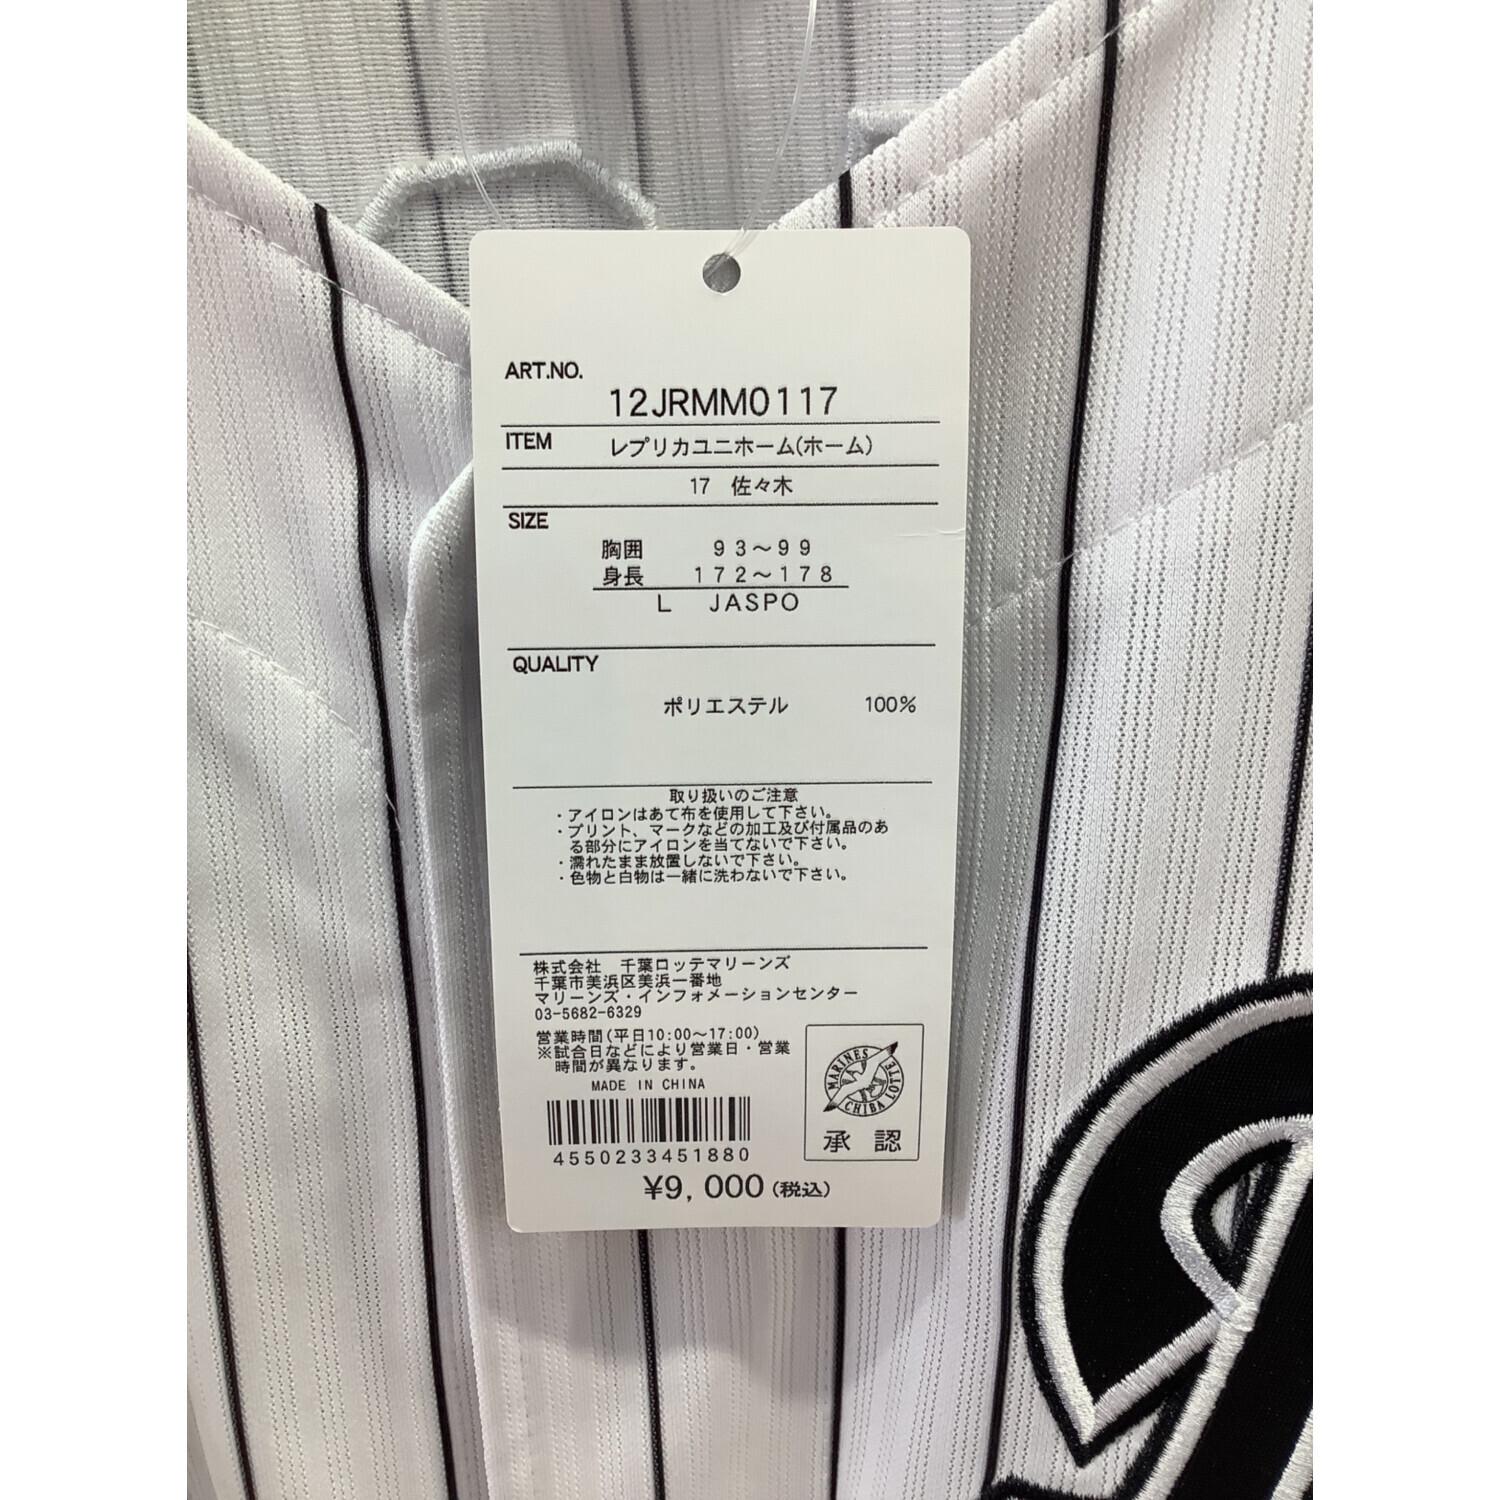 ART.NO.
12JRMM0117
ITEM レプリカユニホーム(ホーム)
17 佐々木
SIZE
胸囲 93～99
身長 172～178
L JASPO
QUALITY
ポリエステル 100%
取り扱いのご注意
・アイロンはあて布を使用して下さい。
・プリント、マークなどの加工及び付属品のあ
る部分にアイロンを当てないで下さい。
・濡れたまま放置しないで下さい。
・色物と白物は一緒に洗わないで下さい。
株式会社 千葉ロッテマリーンズ
千葉市美浜区美浜一番地
マリーンズ・インフォメーションセンター
03-5682-6329
営業時間(平日10:00～17:00)
※試合日などにより営業日・営業
時間が異なります。
MADE IN CHINA
4550233451880
¥9,000(税込)
MARINES
CHIBA LOTTE
承認